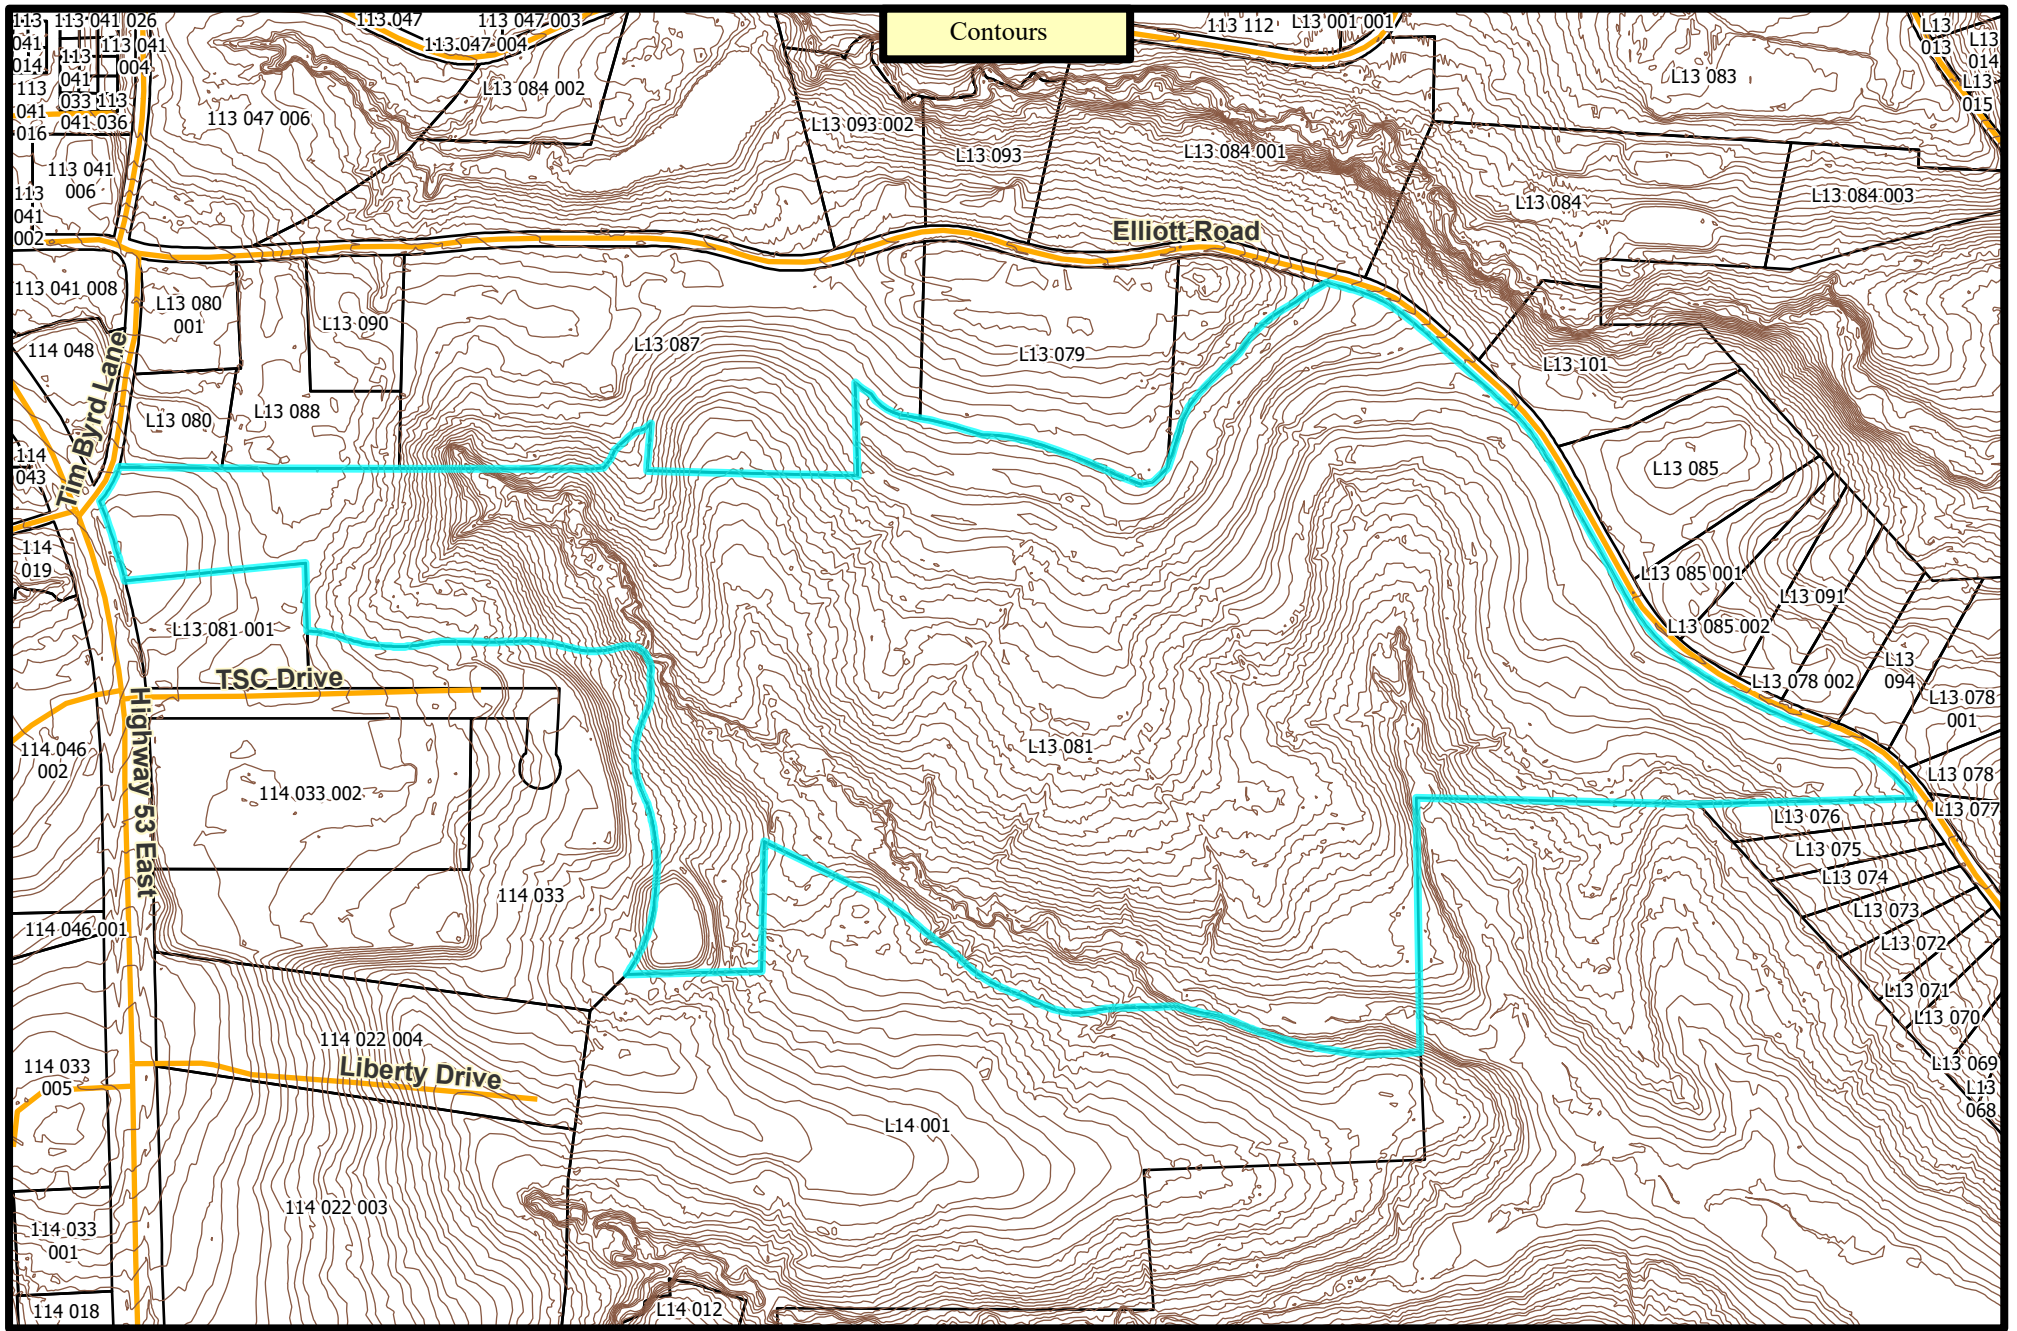 Contours
113 041 026
113 047
113 047 003
113 112
L13 001 001
L13
013
L13
014
L13
015
113
041
014
113 041
004
113 047 004
113
041
033
113
041 036
113
041
016
L13 084 002
L13 083
113 047 006
L13 093 002
L13 093
L13 084 001
113 041
006
L13 084
L13 084 003
113
041
002
Elliott Road
113 041 008
L13 080
001
L13 090
L13 087
L13 079
114 048
L13 101
Tim Byrd Lane
L13 080
L13 088
114
043
L13 085
114
019
L13 085 001
L13 091
L13 081 001
L13 085 002
TSC Drive
L13
094
L13 078 002
L13 078
001
Highway 53 East
114 046
002
L13 081
L13 078
114 033 002
L13 077
L13 076
L13 075
L13 074
114 033
L13 073
114 046 001
L13 072
L13 071
L13 070
114 022 004
Liberty Drive
114 033
005
L13 069
L13
068
L14 001
114 022 003
114 033
001
114 018
L14 012